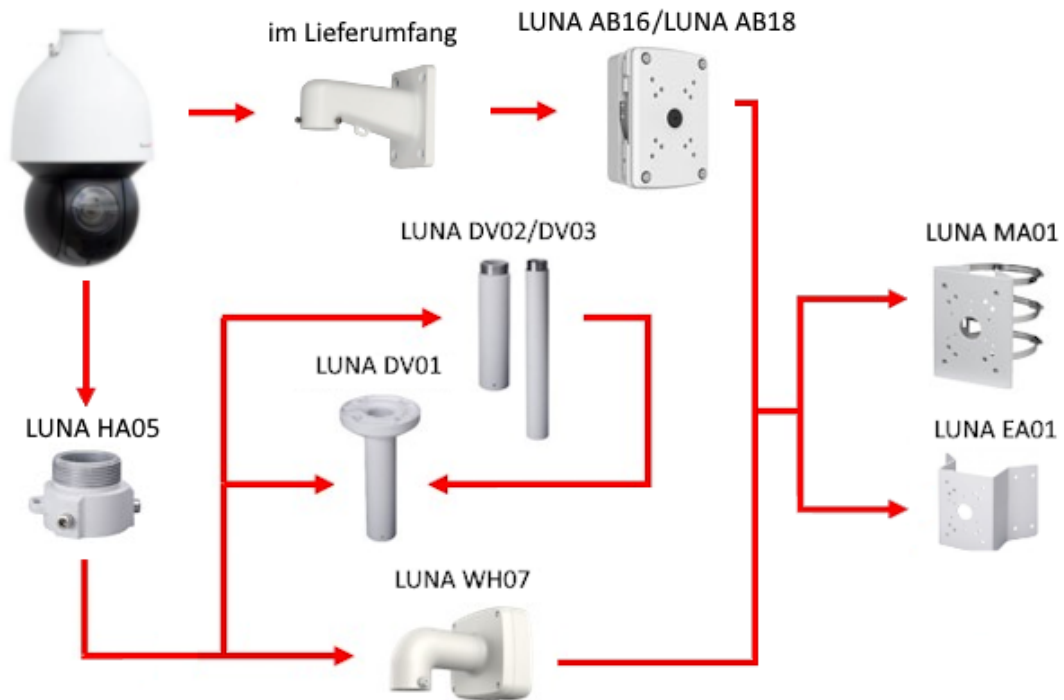 im Lieferumfang
LUNA AB16/LUNA AB18
LUNA DV02/DV03
LUNA MA01
LUNA DV01
LUNA HA05
LUNA EA01
LUNA WH07